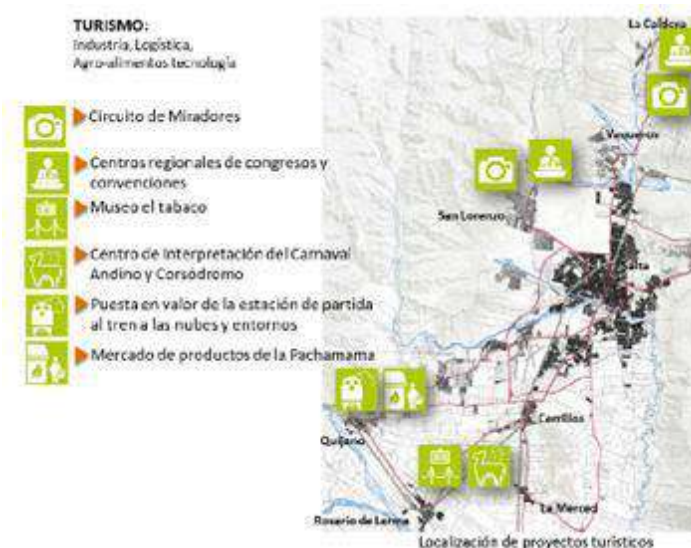 TURISMO:
Industria, Logística,
Agro-alimentos tecnología
Circuito de Miradores
Centros regionales de congresos y
convenciones
Museo el tabaco
Centro de Interpretación del Carnaval
Andino y Corsódromo
Puesta en valor de la estación de partida
al tren a las nubes y entornos
Mercado de productos de la Pachamama
La Caldera
Vaqueros
San Lorenzo
Salta
Cerrillos
Quijano
La Merced
Rosario de Lerma
Localización de proyectos turísticos